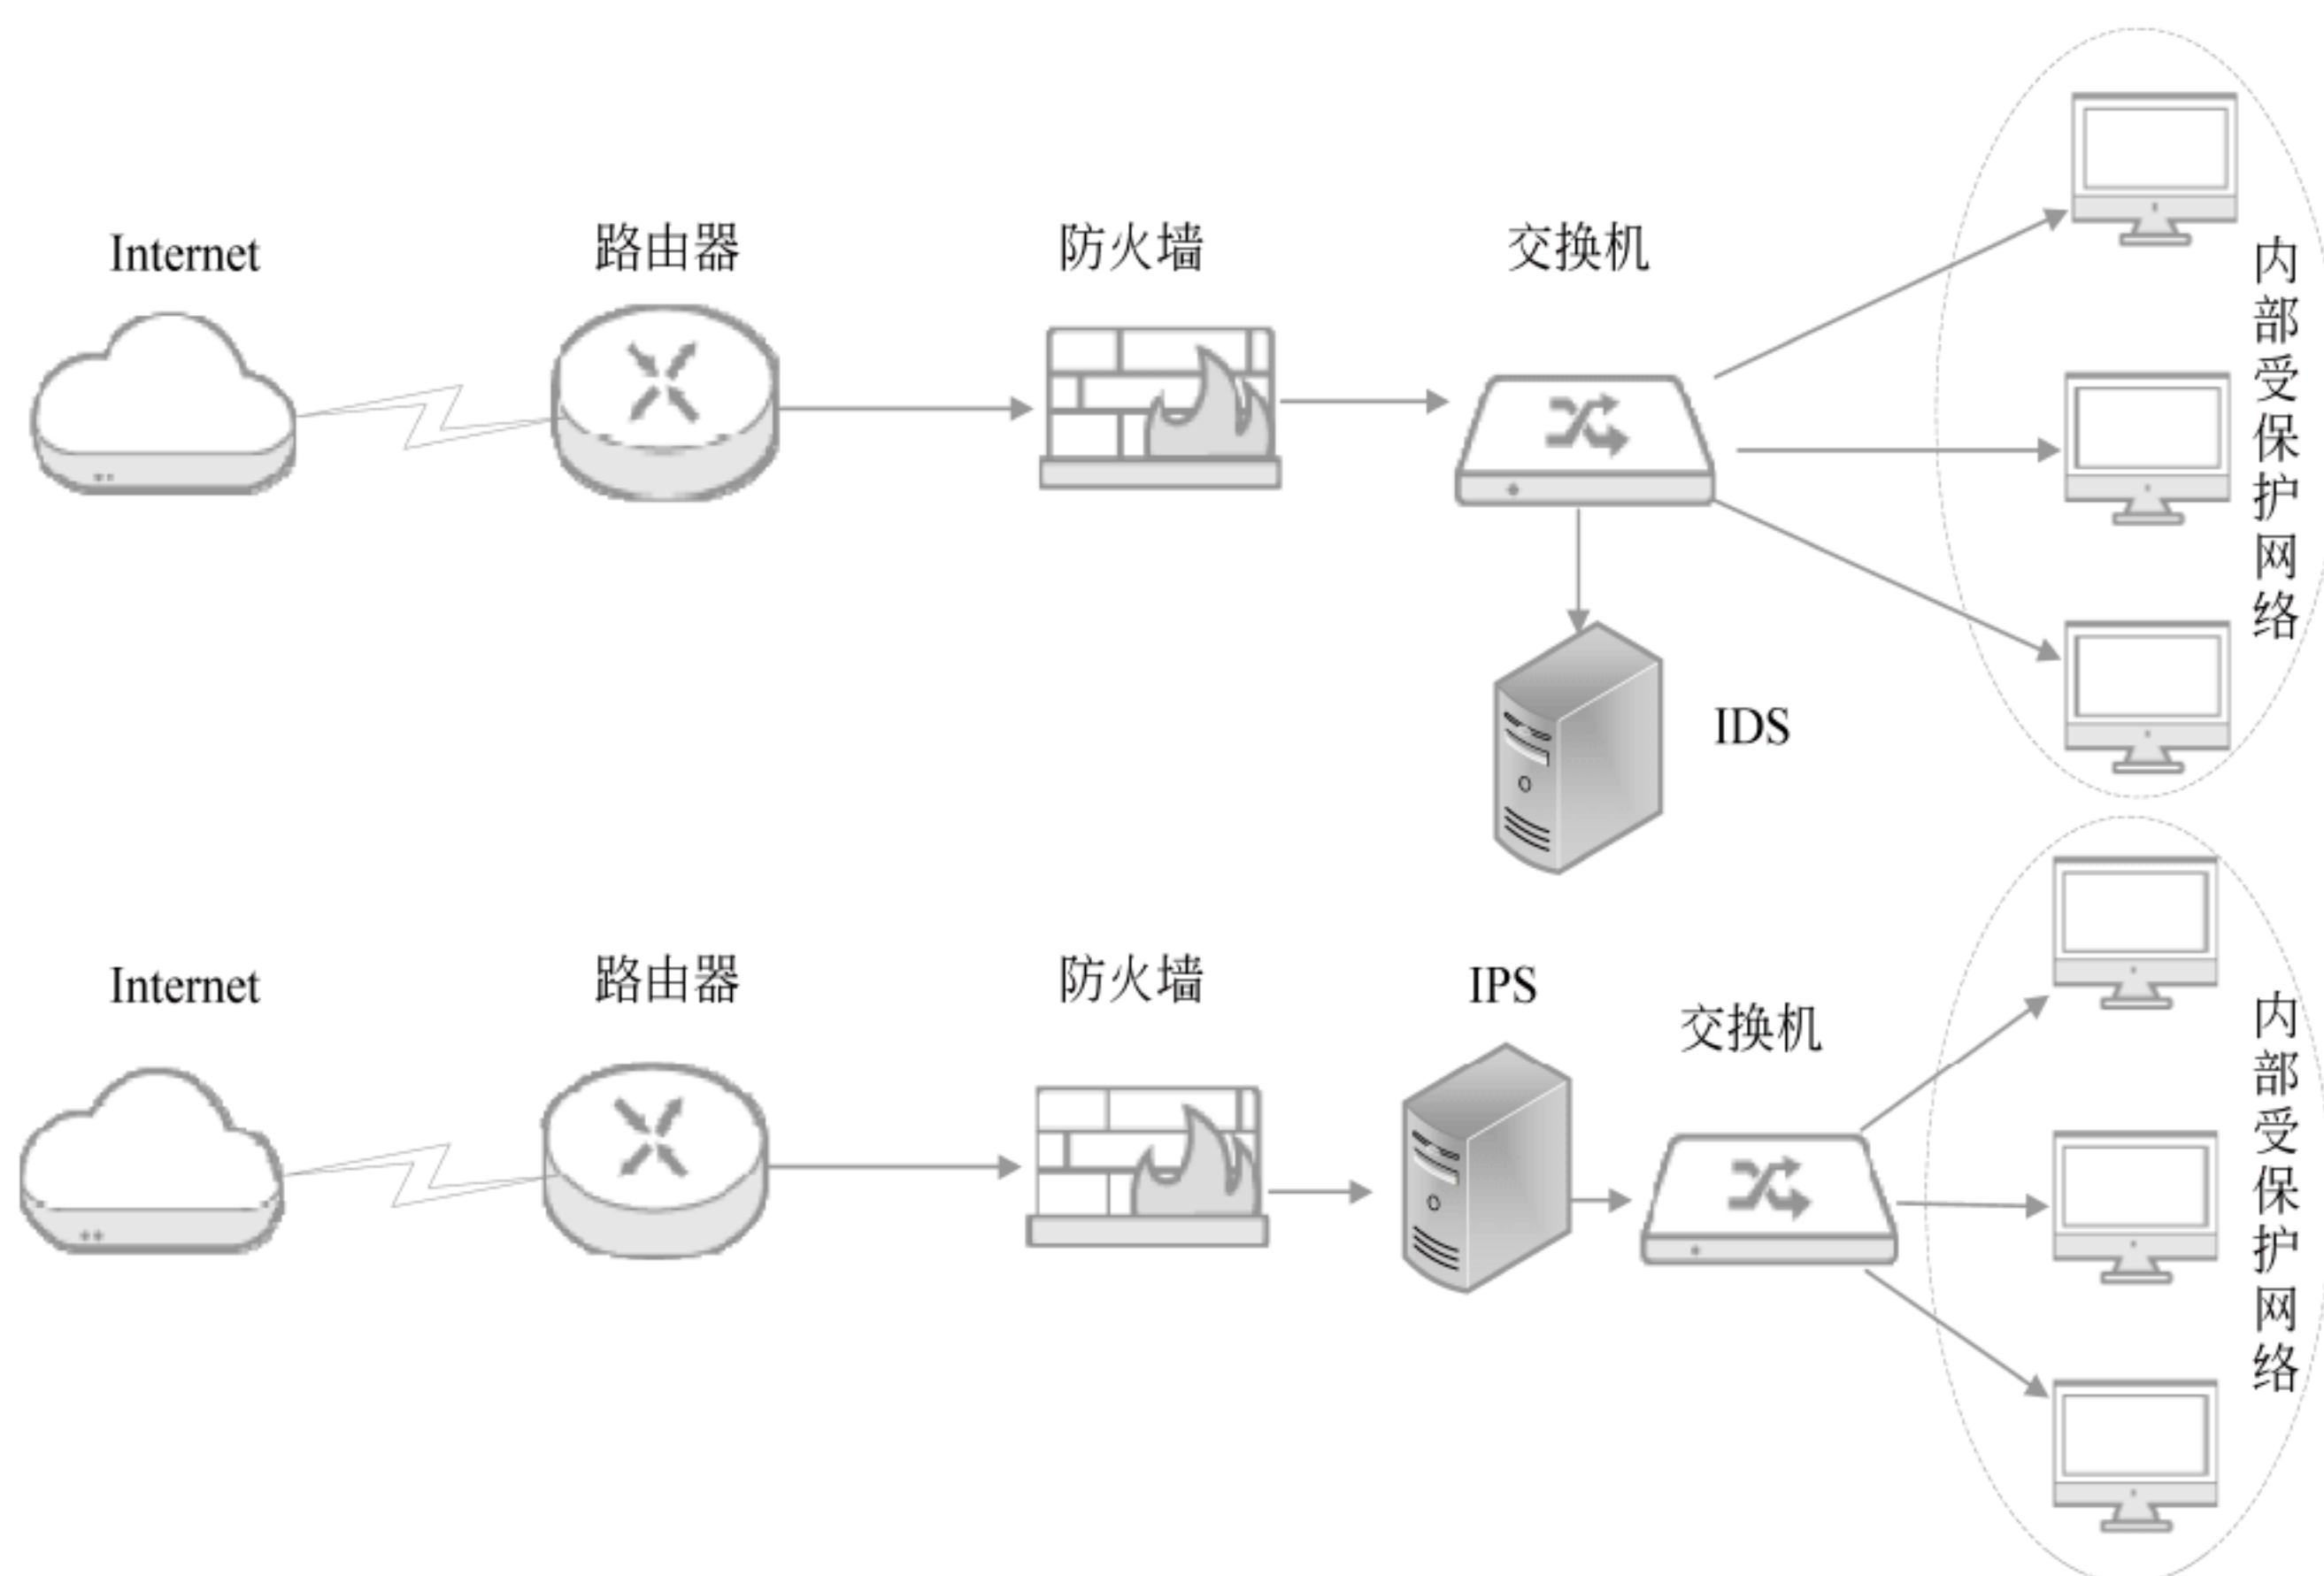 Internet
路由器
防火墙
交换机
内部受保护网络
IDS
Internet
路由器
防火墙
IPS
交换机
内部受保护网络